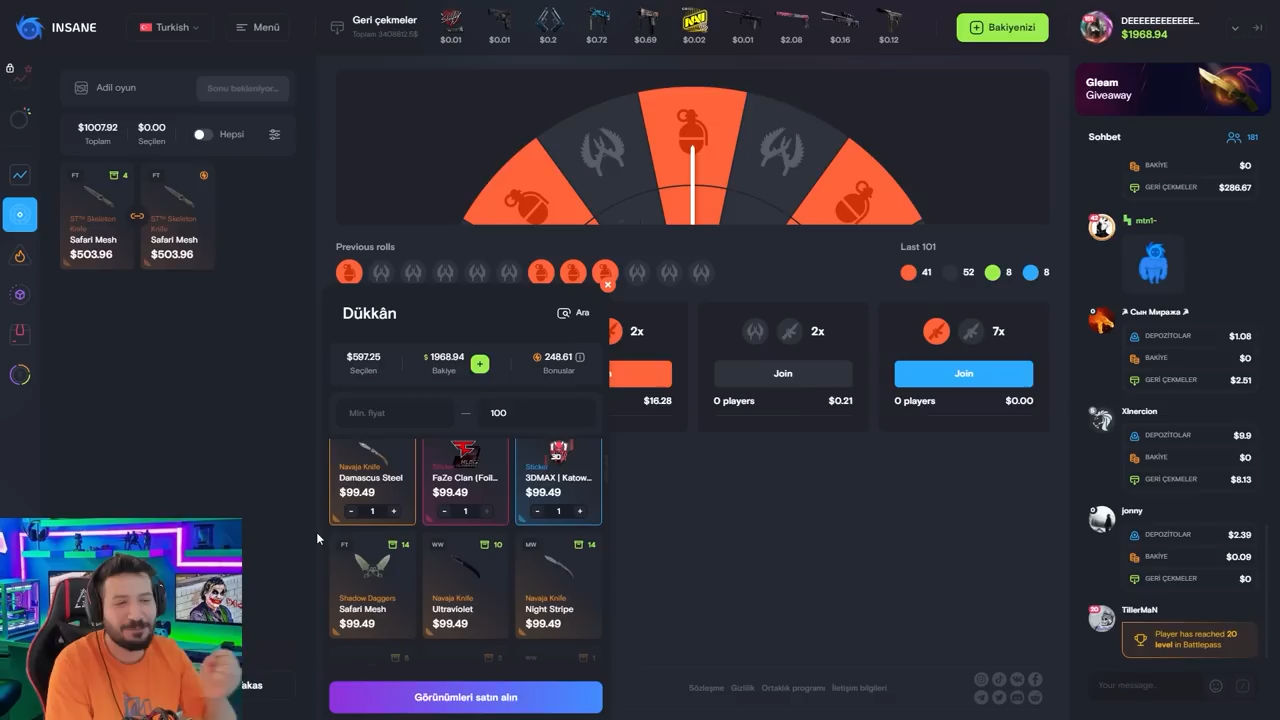 INSANE
Turkish
Menü
Geri çekmeler
Toplam 3408812.5$
$0.01
$0.01
$0.2
$0.72
$0.69
$0.02
$0.01
$2.08
$0.16
$0.12
Bakiyenizi
DEEEEEEEEEEEE...
$1968.94
Adil oyun
Sonu bekleniyor...
$1007.92
Toplam
$0.00
Seçilen
Hepsi
FT
4
ST™ Skeleton
Knife
Safari Mesh
$503.96
FT
ST™ Skeleton
Knife
Safari Mesh
$503.96
Previous rolls
Last 101
41
52
8
8
Dükkân
Ara
$597.25
Seçilen
$ 1968.94
Bakiye
248.61
Bonuslar
Min. fiyat
—
100
Navaja Knife
Damascus Steel
$99.49
- 1 +
Sticker
FaZe Clan (Foil...
$99.49
- 1 +
Sticker
3DMAX | Katow...
$99.49
- 1 +
FT
14
Shadow Daggers
Safari Mesh
$99.49
WW
10
Navaja Knife
Ultraviolet
$99.49
MW
14
Navaja Knife
Night Stripe
$99.49
WW
Görünümleri satın alın
2x
$16.28
2x
Join
0 players
$0.21
7x
Join
0 players
$0.00
Sözleşme
Gizlilik
Ortaklık programı
İletişim bilgileri
Gleam
Giveaway
Sohbet
181
BAKİYE
$0
GERİ ÇEKMELER
$286.67
mtn1-
Сын Миража
DEPOZİTOLAR
$1.08
BAKİYE
$0
GERİ ÇEKMELER
$2.51
XInercion
DEPOZİTOLAR
$9.9
BAKİYE
$0
GERİ ÇEKMELER
$8.13
jonny
DEPOZİTOLAR
$2.39
BAKİYE
$0.09
GERİ ÇEKMELER
$0
TillerMaN
Player has reached 20
level in Battlepass
Your message..